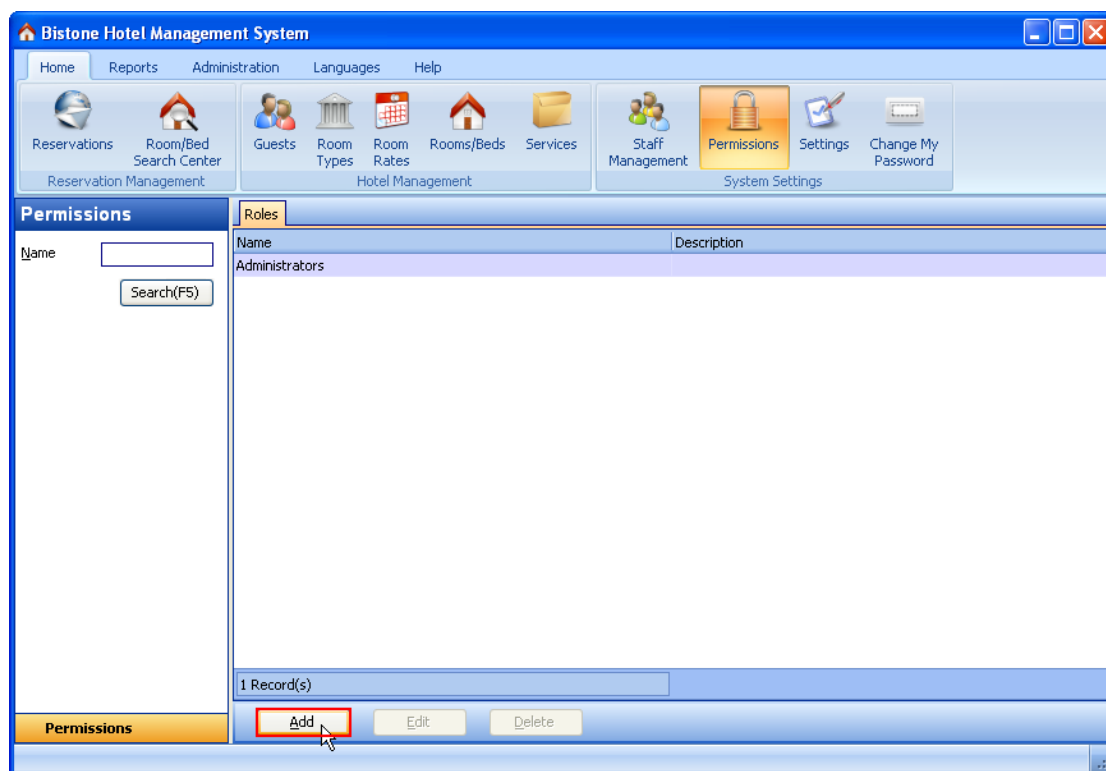 Bistone Hotel Management System
Home Reports Administration Languages Help
Reservations Room/Bed Search Center Guests Room Types Room Rates Rooms/Beds Services Staff Management Permissions Settings Change My Password
Reservation Management Hotel Management System Settings
Permissions
Name
Search(F5)
Roles
Name Description
Administrators
1 Record(s)
Permissions
Add Edit Delete